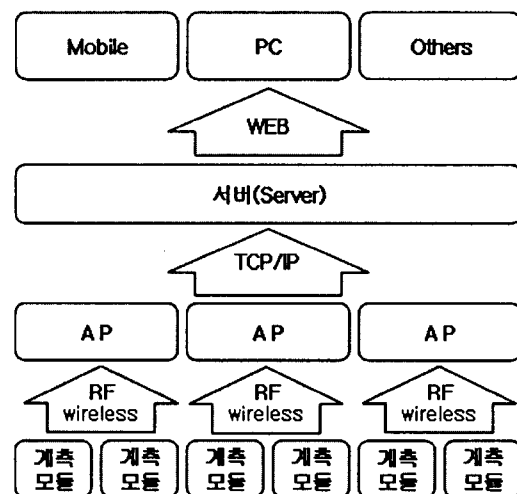 Mobile PC Others
WEB
서버(Server)
TCP/IP
AP AP AP
RF RF RF
wireless wireless wireless
계측 계측 계측 계측 계측 계측
모듈 모듈 모듈 모듈 모듈 모듈